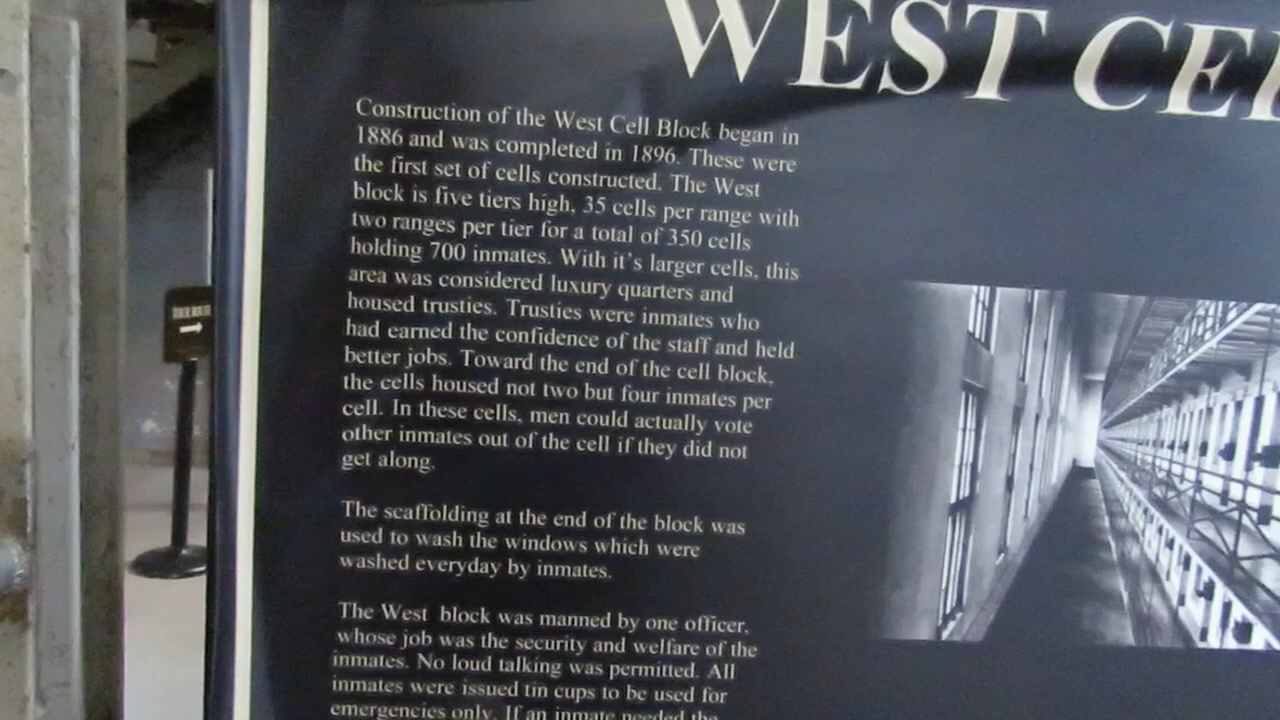 WEST CEL
Construction of the West Cell Block began in
1886 and was completed in 1896. These were
the first set of cells constructed. The West
block is five tiers high, 35 cells per range with
two ranges per tier for a total of 350 cells
holding 700 inmates. With it's larger cells, this
area was considered luxury quarters and
housed trusties. Trusties were inmates who
had earned the confidence of the staff and held
better jobs. Toward the end of the cell block,
the cells housed not two but four inmates per
cell. In these cells, men could actually vote
other inmates out of the cell if they did not
get along.
The scaffolding at the end of the block was
used to wash the windows which were
washed everyday by inmates.
The West block was manned by one officer,
whose job was the security and welfare of the
inmates. No loud talking was permitted. All
inmates were issued tin cups to be used for
emergencies only. If an inmate needed the